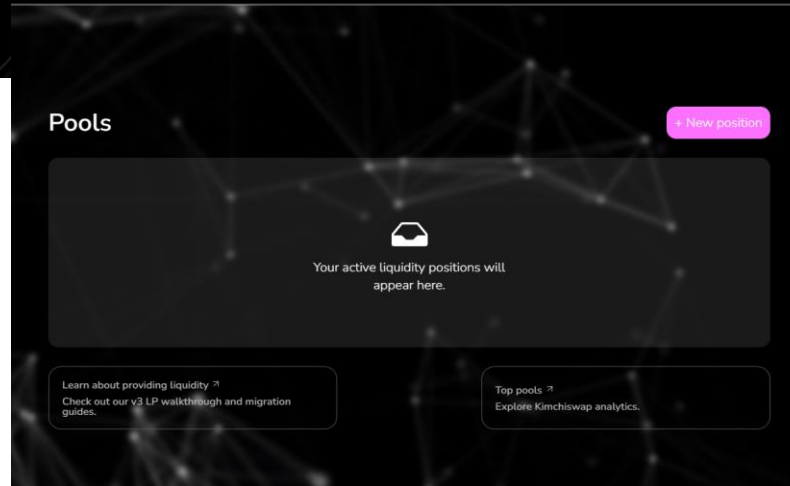 Pools
+ New position
Your active liquidity positions will
appear here.
Learn about providing liquidity ↗
Check out our v3 LP walkthrough and migration
guides.
Top pools ↗
Explore Kimchiswap analytics.